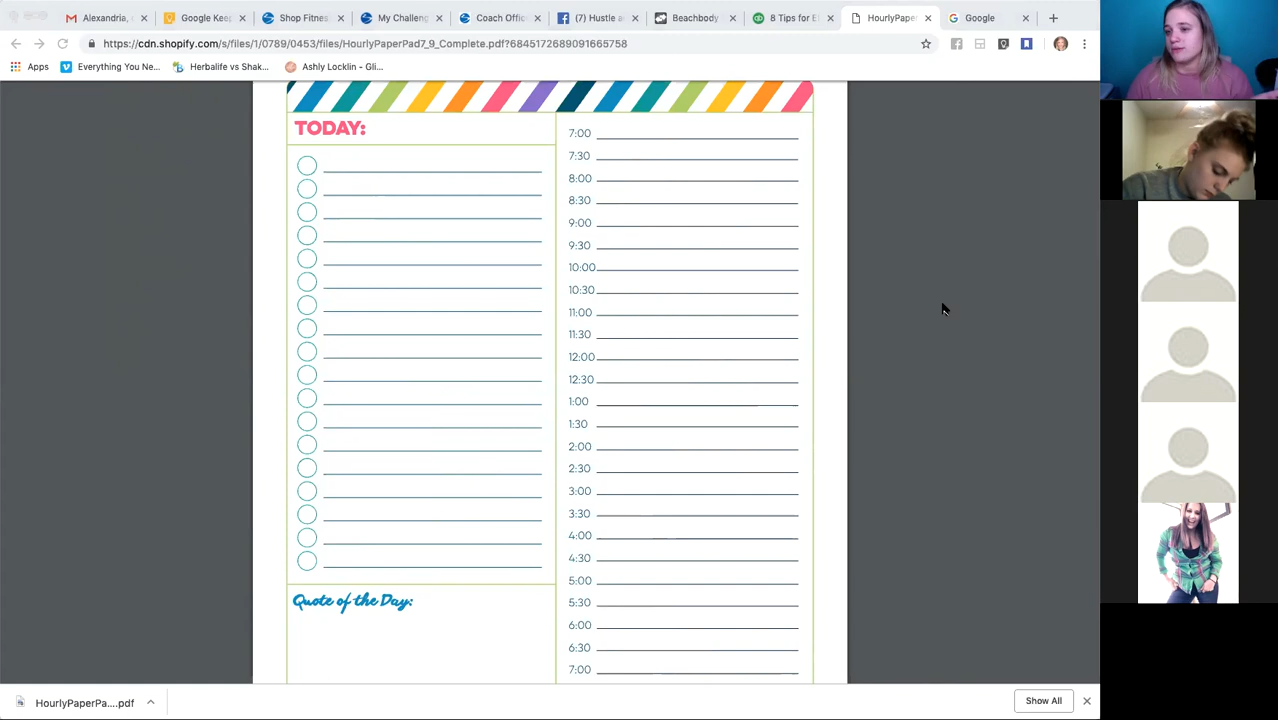 Alexandria,
Google Keep
Shop Fitnes
My Challeng
Coach Offic
(7) Hustle a
Beachbody
8 Tips for E
HourlyPaper
Google
https://cdn.shopify.com/s/files/1/0789/0453/files/HourlyPaperPad7_9_Complete.pdf?6845172689091665758
Apps
Everything You Ne...
Herbalife vs Shak...
Ashly Locklin - Gli...
TODAY:
Quote of the Day:
7:00
7:30
8:00
8:30
9:00
9:30
10:00
10:30
11:00
11:30
12:00
12:30
1:00
1:30
2:00
2:30
3:00
3:30
4:00
4:30
5:00
5:30
6:00
6:30
7:00
HourlyPaperPa....pdf
Show All